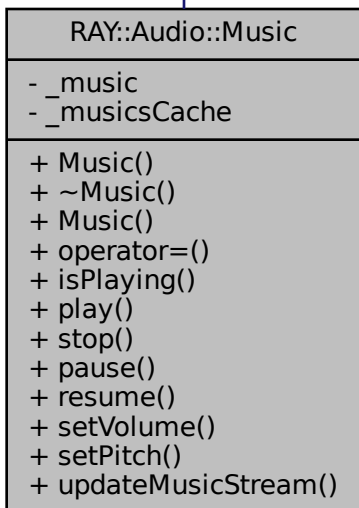 RAY::Audio::Music
- _music
- _musicsCache
+ Music()
+ ~Music()
+ Music()
+ operator=()
+ isPlaying()
+ play()
+ stop()
+ pause()
+ resume()
+ setVolume()
+ setPitch()
+ updateMusicStream()